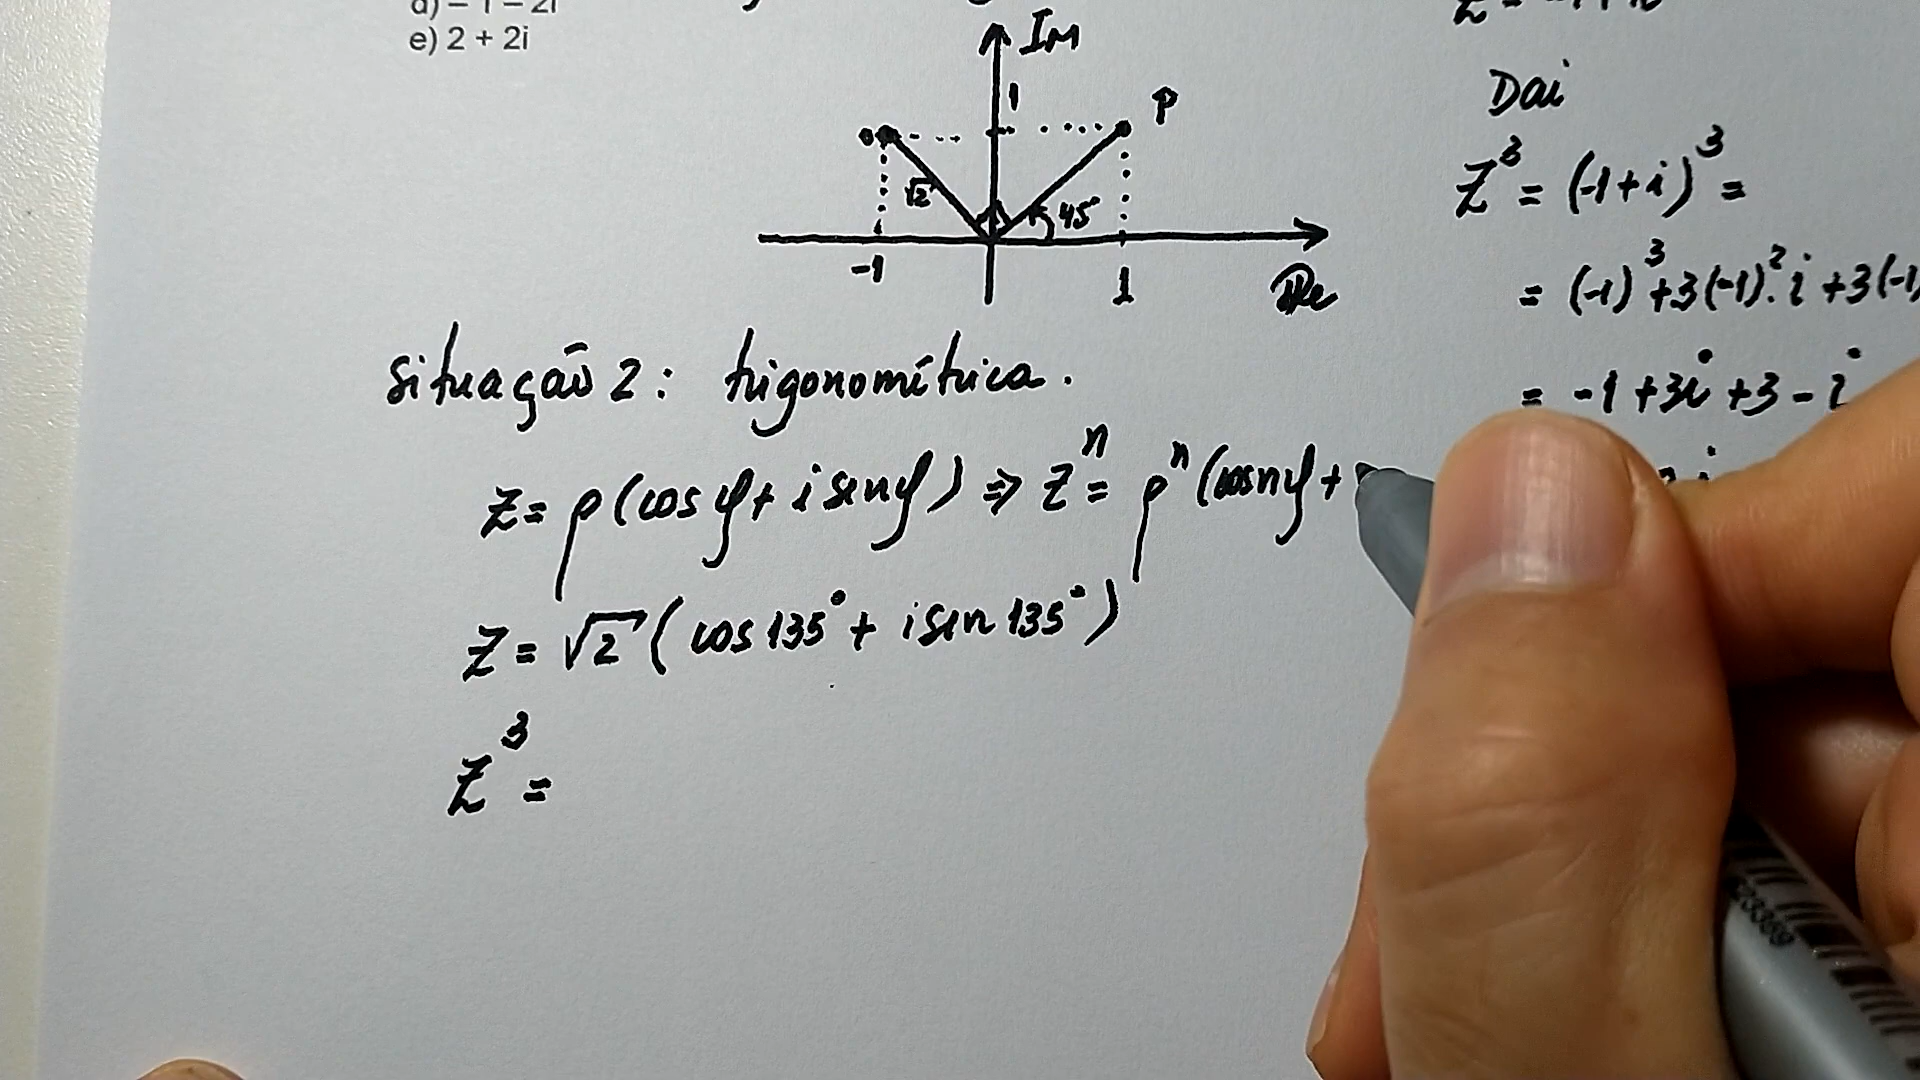 e) 2 + 2i
Im
1
P
√2
45°
-1
1
Re
Situação 2: trigonométrica.
z = ρ(cos φ + i sen φ) ⇒ zⁿ = ρⁿ (cos nφ +
z = √2 ( cos 135° + i sen 135° )
z³ =
Dai
z³ = (-1+i)³ =
= (-1)³ + 3(-1)².i + 3(-1)
= -1 + 3i + 3 - i